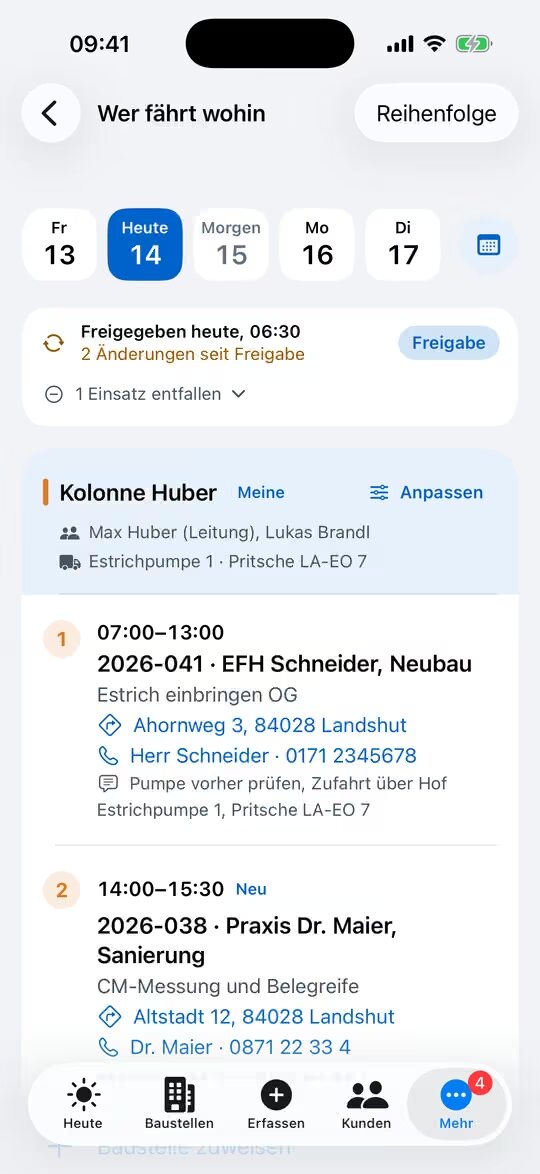 09:41
Wer fährt wohin
Reihenfolge
Fr
13
Heute
14
Morgen
15
Mo
16
Di
17
Freigegeben heute, 06:30
2 Änderungen seit Freigabe
Freigabe
1 Einsatz entfallen
Kolonne Huber
Meine
Anpassen
Max Huber (Leitung), Lukas Brandl
Estrichpumpe 1 · Pritsche LA-EO 7
1
07:00–13:00
2026-041 · EFH Schneider, Neubau
Estrich einbringen OG
Ahornweg 3, 84028 Landshut
Herr Schneider · 0171 2345678
Pumpe vorher prüfen, Zufahrt über Hof
Estrichpumpe 1, Pritsche LA-EO 7
2
14:00–15:30 Neu
2026-038 · Praxis Dr. Maier,
Sanierung
CM-Messung und Belegreife
Altstadt 12, 84028 Landshut
Dr. Maier · 0871 22 33 4
4
Heute
Baustellen
Erfassen
Kunden
Mehr
Baustelle zuweisen